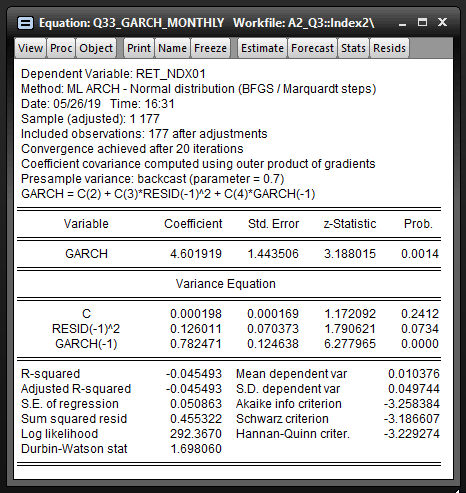 Equation: Q33_GARCH_MONTHLY Workfile: A2_Q3::Index2\
View Proc Object Print Name Freeze Estimate Forecast Stats Resids
Dependent Variable: RET_NDX01
Method: ML ARCH - Normal distribution (BFGS / Marquardt steps)
Date: 05/26/19 Time: 16:31
Sample (adjusted): 1 177
Included observations: 177 after adjustments
Convergence achieved after 20 iterations
Coefficient covariance computed using outer product of gradients
Presample variance: backcast (parameter = 0.7)
GARCH = C(2) + C(3)*RESID(-1)^2 + C(4)*GARCH(-1)
Variable Coefficient Std. Error z-Statistic Prob.
GARCH 4.601919 1.443506 3.188015 0.0014
Variance Equation
C 0.000198 0.000169 1.172092 0.2412
RESID(-1)^2 0.126011 0.070373 1.790621 0.0734
GARCH(-1) 0.782471 0.124638 6.277965 0.0000
R-squared -0.045493 Mean dependent var 0.010376
Adjusted R-squared -0.045493 S.D. dependent var 0.049744
S.E. of regression 0.050863 Akaike info criterion -3.258384
Sum squared resid 0.455322 Schwarz criterion -3.186607
Log likelihood 292.3670 Hannan-Quinn criter. -3.229274
Durbin-Watson stat 1.698060